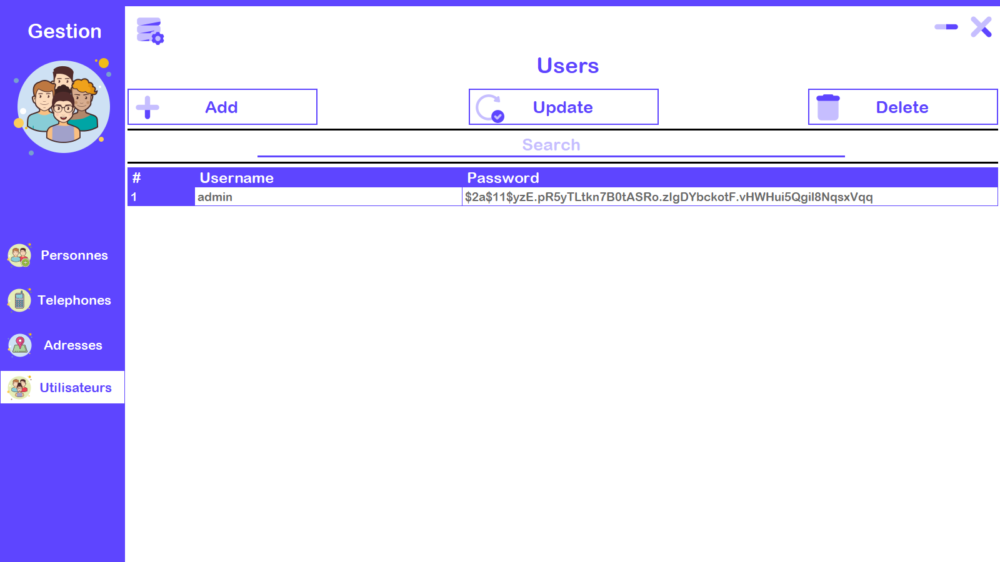 Gestion
Users
Add
Update
Delete
Search
# Username Password
1 admin $2a$11$yzE.pR5yTLtkn7B0tASRo.zIgDYbckotF.vHWHui5Qgil8NqsxVqq
Personnes
Telephones
Adresses
Utilisateurs